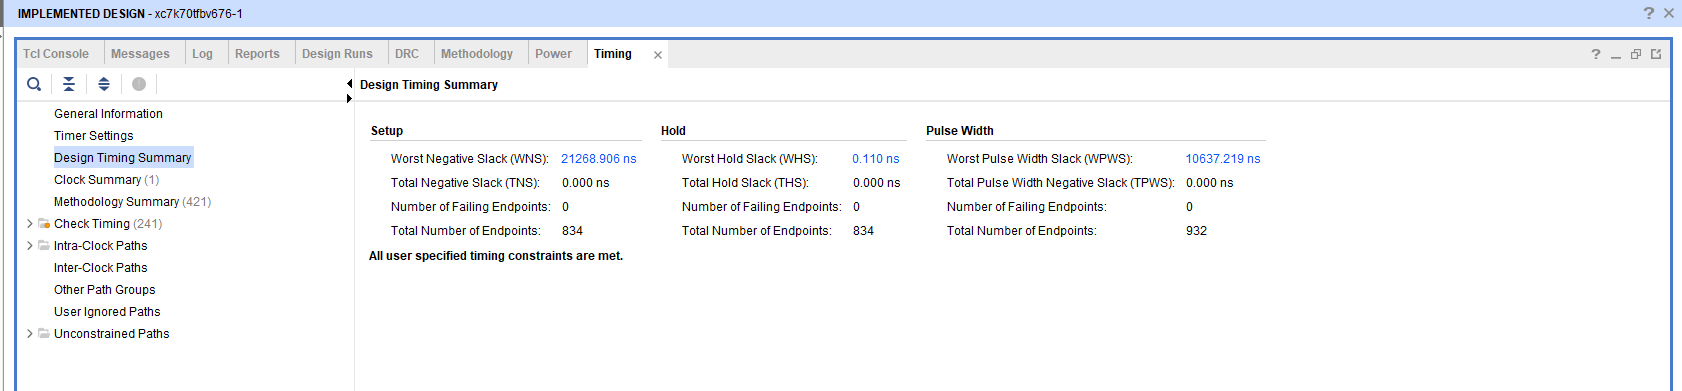 IMPLEMENTED DESIGN - xc7k70tfbv676-1
Tcl Console Messages Log Reports Design Runs DRC Methodology Power Timing
Design Timing Summary
General Information
Timer Settings
Design Timing Summary
Clock Summary (1)
Methodology Summary (421)
Check Timing (241)
Intra-Clock Paths
Inter-Clock Paths
Other Path Groups
User Ignored Paths
Unconstrained Paths
Setup
Worst Negative Slack (WNS): 21268.906 ns
Total Negative Slack (TNS): 0.000 ns
Number of Failing Endpoints: 0
Total Number of Endpoints: 834
Hold
Worst Hold Slack (WHS): 0.110 ns
Total Hold Slack (THS): 0.000 ns
Number of Failing Endpoints: 0
Total Number of Endpoints: 834
Pulse Width
Worst Pulse Width Slack (WPWS): 10637.219 ns
Total Pulse Width Negative Slack (TPWS): 0.000 ns
Number of Failing Endpoints: 0
Total Number of Endpoints: 932
All user specified timing constraints are met.